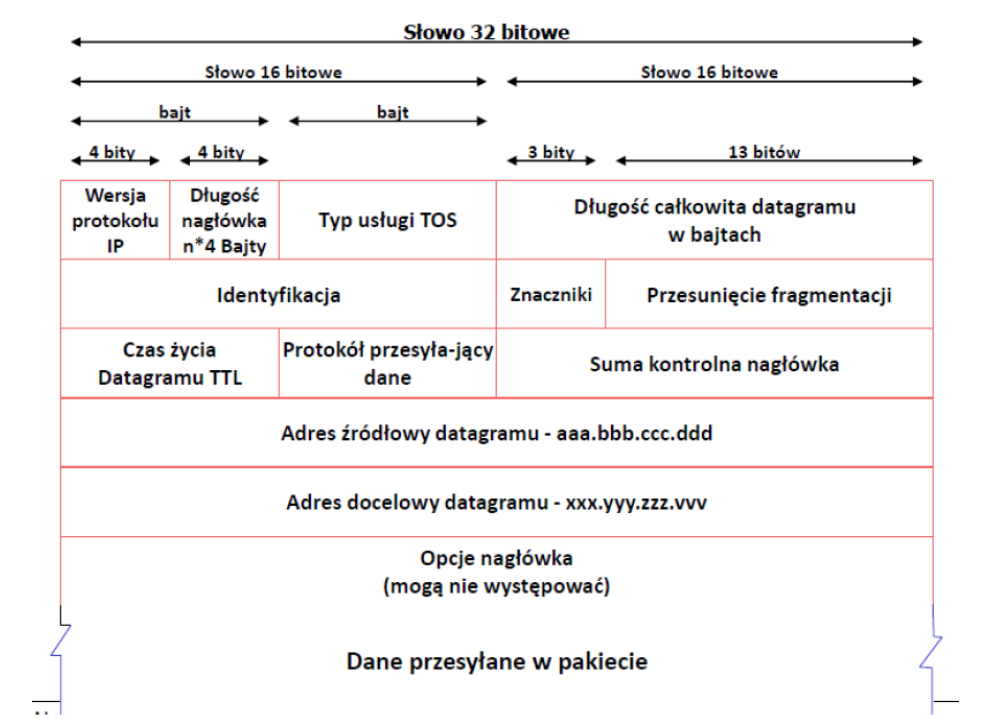 Słowo 32 bitowe
Słowo 16 bitowe
Słowo 16 bitowe
bajt
bajt
4 bity
4 bity
3 bity
13 bitów
Wersja
protokołu
IP
Długość
nagłówka
n*4 Bajty
Typ usługi TOS
Długość całkowita datagramu
w bajtach
Identyfikacja
Znaczniki
Przesunięcie fragmentacji
Czas życia
Datagramu TTL
Protokół przesyła-jący
dane
Suma kontrolna nagłówka
Adres źródłowy datagramu - aaa.bbb.ccc.ddd
Adres docelowy datagramu - xxx.yyy.zzz.vvv
Opcje nagłówka
(mogą nie występować)
Dane przesyłane w pakiecie